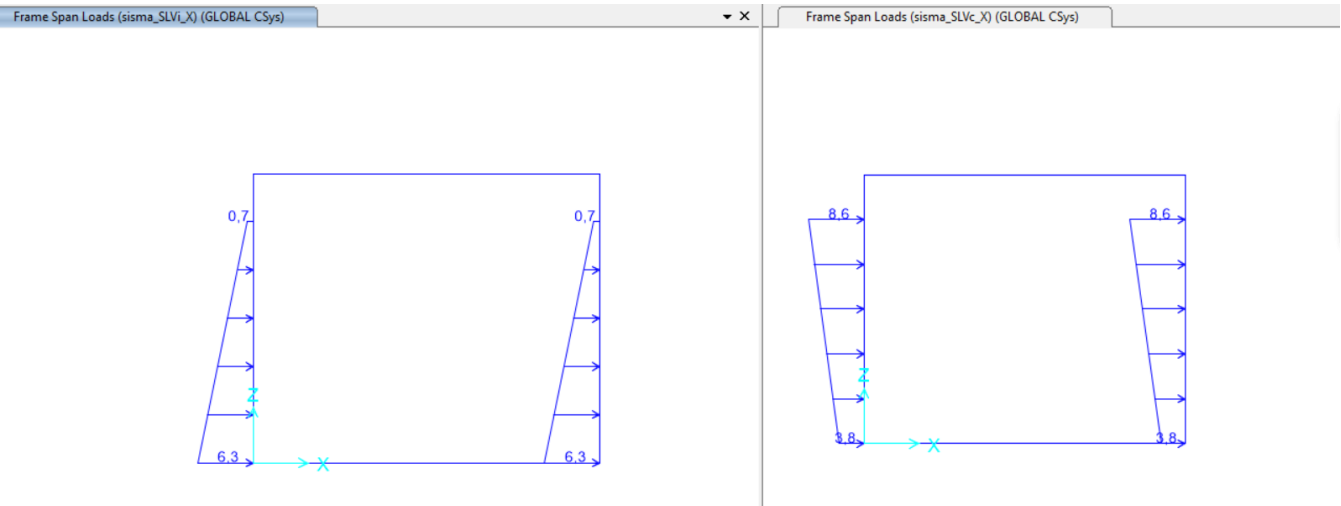 Frame Span Loads (sisma_SLVi_X) (GLOBAL CSys)
Frame Span Loads (sisma_SLVc_X) (GLOBAL CSys)
0,7
0,7
Z
6,3
X
6,3
8,6
8,6
Z
3,8
X
3,8